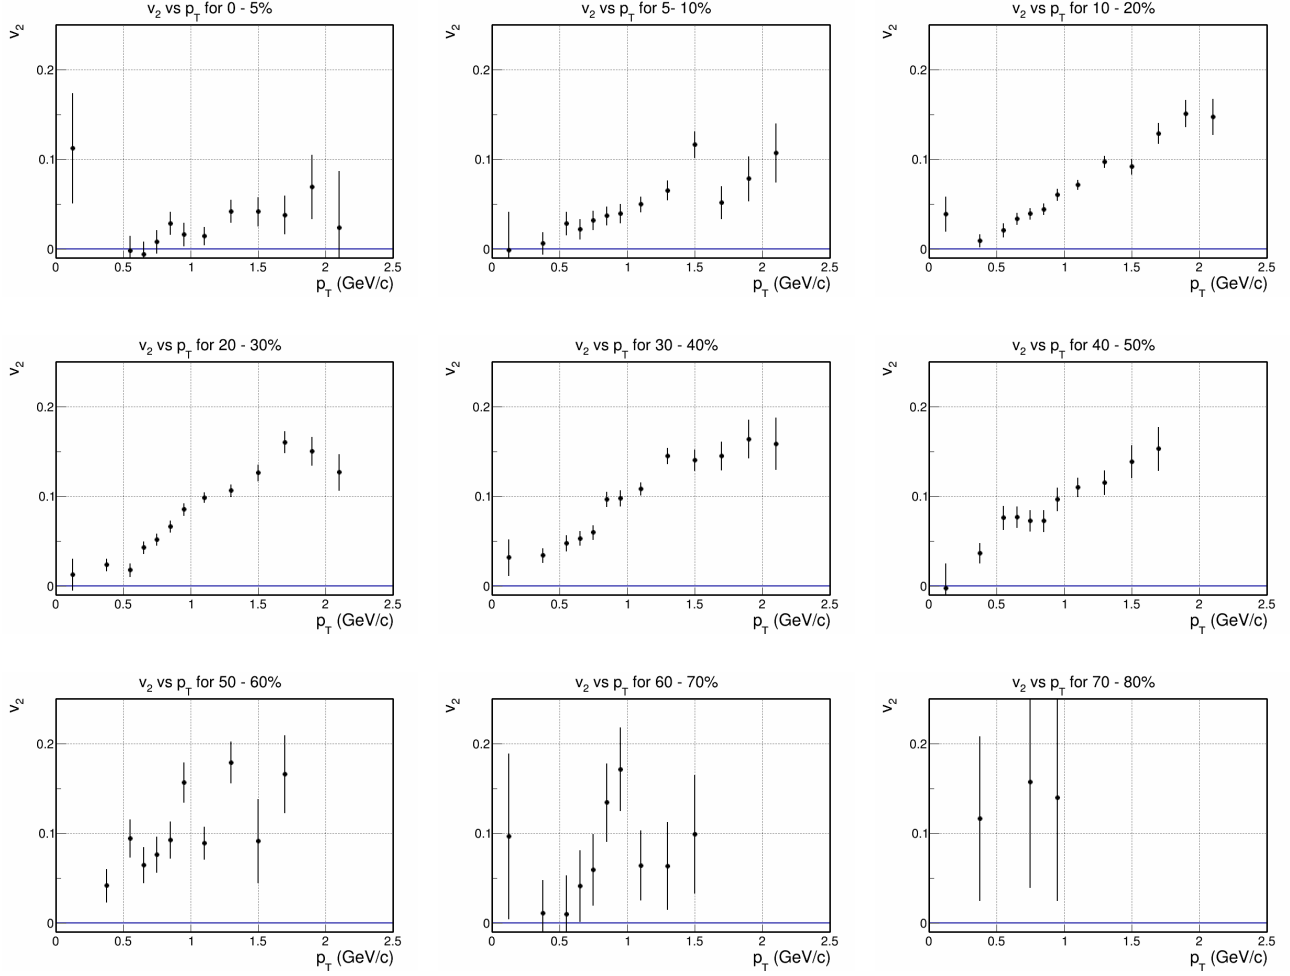 v2 vs pT for 0 - 5%
v2
0.2
0.1
0
0 0.5 1 1.5 2 2.5
pT (GeV/c)
v2 vs pT for 5- 10%
v2
0.2
0.1
0
0 0.5 1 1.5 2 2.5
pT (GeV/c)
v2 vs pT for 10 - 20%
v2
0.2
0.1
0
0 0.5 1 1.5 2 2.5
pT (GeV/c)
v2 vs pT for 20 - 30%
v2
0.2
0.1
0
0 0.5 1 1.5 2 2.5
pT (GeV/c)
v2 vs pT for 30 - 40%
v2
0.2
0.1
0
0 0.5 1 1.5 2 2.5
pT (GeV/c)
v2 vs pT for 40 - 50%
v2
0.2
0.1
0
0 0.5 1 1.5 2 2.5
pT (GeV/c)
v2 vs pT for 50 - 60%
v2
0.2
0.1
0
0 0.5 1 1.5 2 2.5
pT (GeV/c)
v2 vs pT for 60 - 70%
v2
0.2
0.1
0
0 0.5 1 1.5 2 2.5
pT (GeV/c)
v2 vs pT for 70 - 80%
v2
0.2
0.1
0
0 0.5 1 1.5 2 2.5
pT (GeV/c)